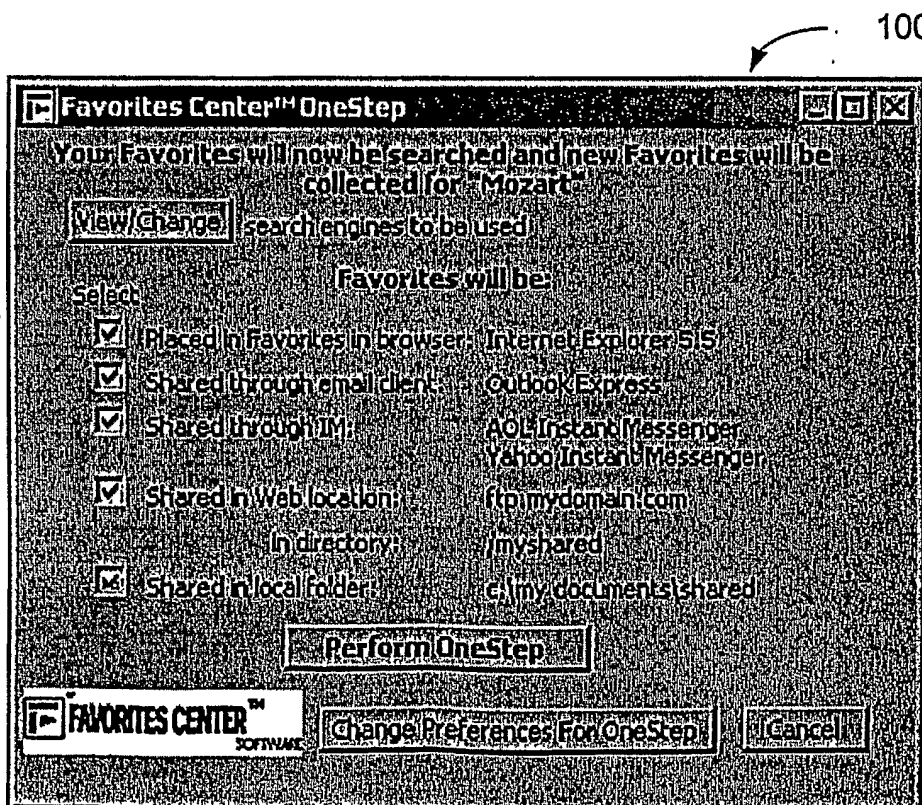 100
Favorites Center™ OneStep
Your Favorites will now be searched and new Favorites will be
collected for "Mozart"
View/Change search engines to be used
Favorites will be:
Select
Placed in Favorites in browser: Internet Explorer 5.5
Shared through email client: Outlook Express
Shared through IM: AOL Instant Messenger
Yahoo Instant Messenger
Shared in Web location: ftp\mydomain.com
In directory: /myshared
Shared in local folder: c:\my documents\shared
Perform OneStep
FAVORITES CENTER™
SOFTWARE
Change Preferences For OneStep
Cancel